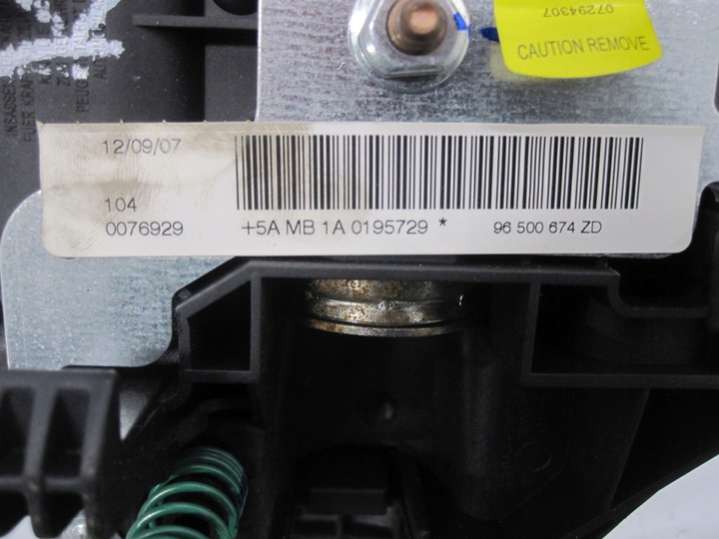 07294307
CAUTION REMOVE
12/09/07
104
0076929
+5A MB 1A 0195729 *
96 500 674 ZD